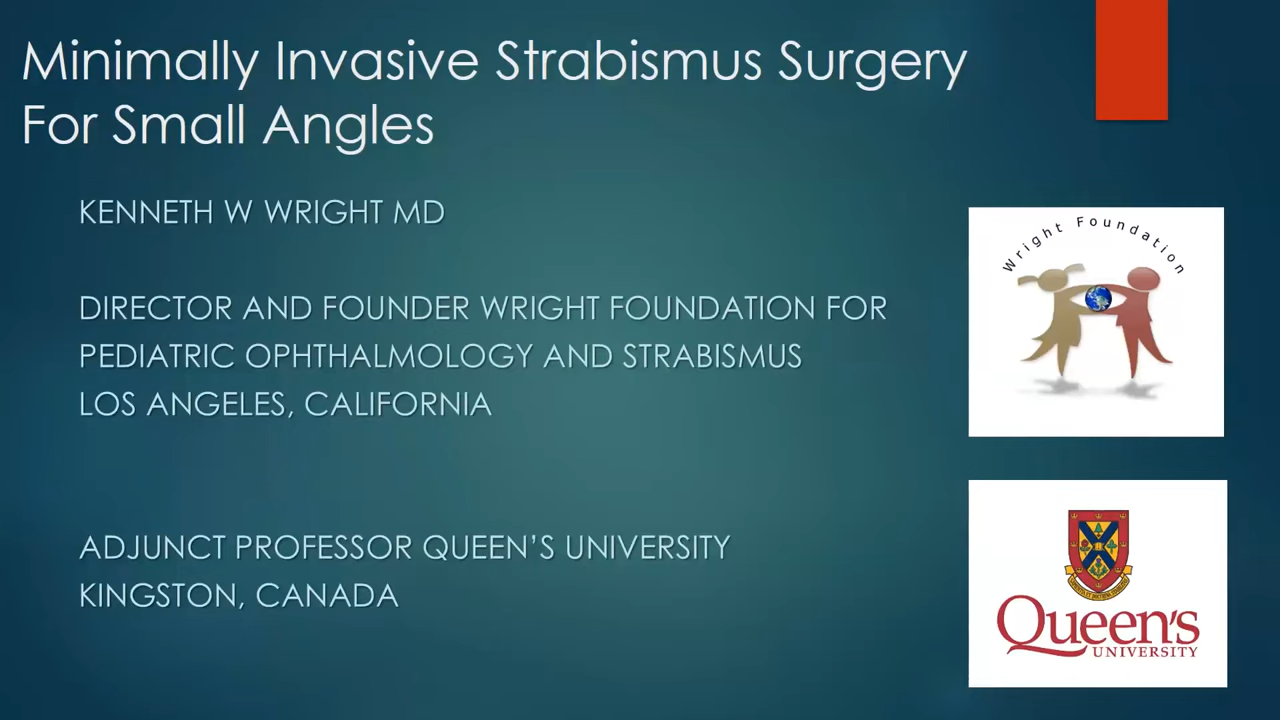 Minimally Invasive Strabismus Surgery
For Small Angles
KENNETH W WRIGHT MD
DIRECTOR AND FOUNDER WRIGHT FOUNDATION FOR
PEDIATRIC OPHTHALMOLOGY AND STRABISMUS
LOS ANGELES, CALIFORNIA
ADJUNCT PROFESSOR QUEEN’S UNIVERSITY
KINGSTON, CANADA
Wright Foundation
Queen's
UNIVERSITY